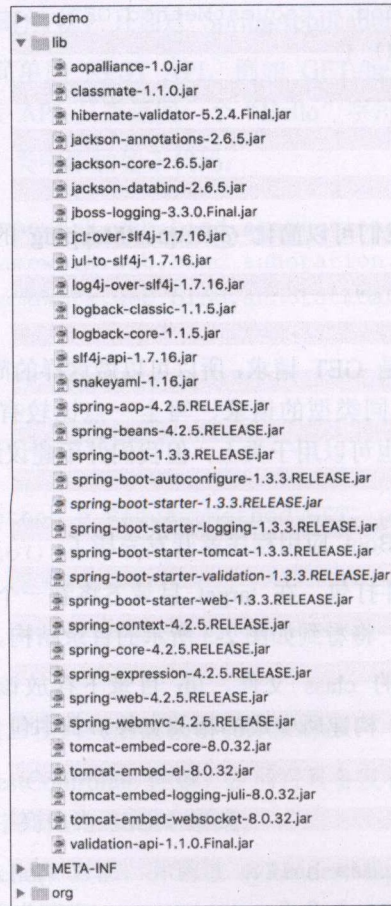 demo
lib
aopalliance-1.0.jar
classmate-1.1.0.jar
hibernate-validator-5.2.4.Final.jar
jackson-annotations-2.6.5.jar
jackson-core-2.6.5.jar
jackson-databind-2.6.5.jar
jboss-logging-3.3.0.Final.jar
jcl-over-slf4j-1.7.16.jar
jul-to-slf4j-1.7.16.jar
log4j-over-slf4j-1.7.16.jar
logback-classic-1.1.5.jar
logback-core-1.1.5.jar
slf4j-api-1.7.16.jar
snakeyaml-1.16.jar
spring-aop-4.2.5.RELEASE.jar
spring-beans-4.2.5.RELEASE.jar
spring-boot-1.3.3.RELEASE.jar
spring-boot-autoconfigure-1.3.3.RELEASE.jar
spring-boot-starter-1.3.3.RELEASE.jar
spring-boot-starter-logging-1.3.3.RELEASE.jar
spring-boot-starter-tomcat-1.3.3.RELEASE.jar
spring-boot-starter-validation-1.3.3.RELEASE.jar
spring-boot-starter-web-1.3.3.RELEASE.jar
spring-context-4.2.5.RELEASE.jar
spring-core-4.2.5.RELEASE.jar
spring-expression-4.2.5.RELEASE.jar
spring-web-4.2.5.RELEASE.jar
spring-webmvc-4.2.5.RELEASE.jar
tomcat-embed-core-8.0.32.jar
tomcat-embed-el-8.0.32.jar
tomcat-embed-logging-juli-8.0.32.jar
tomcat-embed-websocket-8.0.32.jar
validation-api-1.1.0.Final.jar
META-INF
org